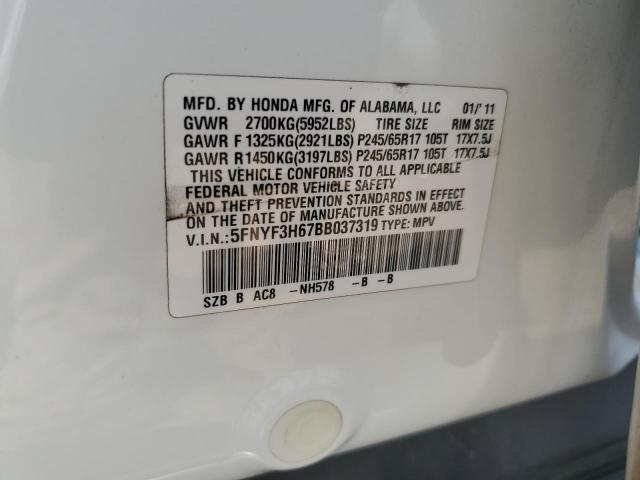 MFD. BY HONDA MFG. OF ALABAMA, LLC 01/'11
GVWR 2700KG(5952LBS) TIRE SIZE RIM SIZE
GAWR F 1325KG(2921LBS) P245/65R17 105T 17X7.5J
GAWR R 1450KG(3197LBS) P245/65R17 105T 17X7.5J
THIS VEHICLE CONFORMS TO ALL APPLICABLE
FEDERAL MOTOR VEHICLE SAFETY
AND THEFT PREVENTION STANDARDS IN EFFECT
ON THE DATE OF MANUFACTURE SHOWN ABOVE.
V.I.N.:5FNYF3H67BB037319 TYPE: MPV
SZB B AC8 -NH578 -B -B